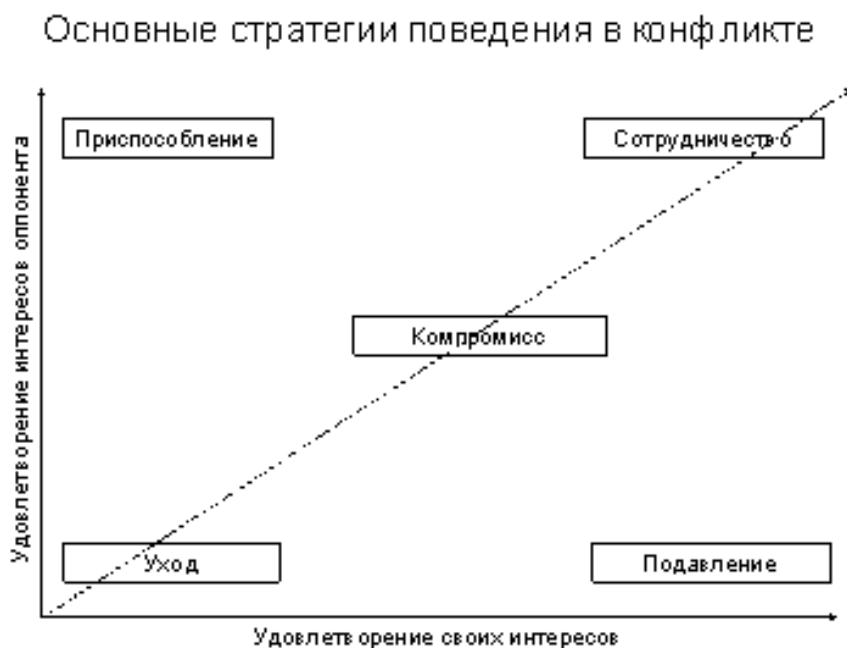 Основные стратегии поведения в конфликте
Приспособление
Сотрудничество
Удовлетворение интересов оппонента
Компромисс
Уход
Подавление
Удовлетворение своих интересов